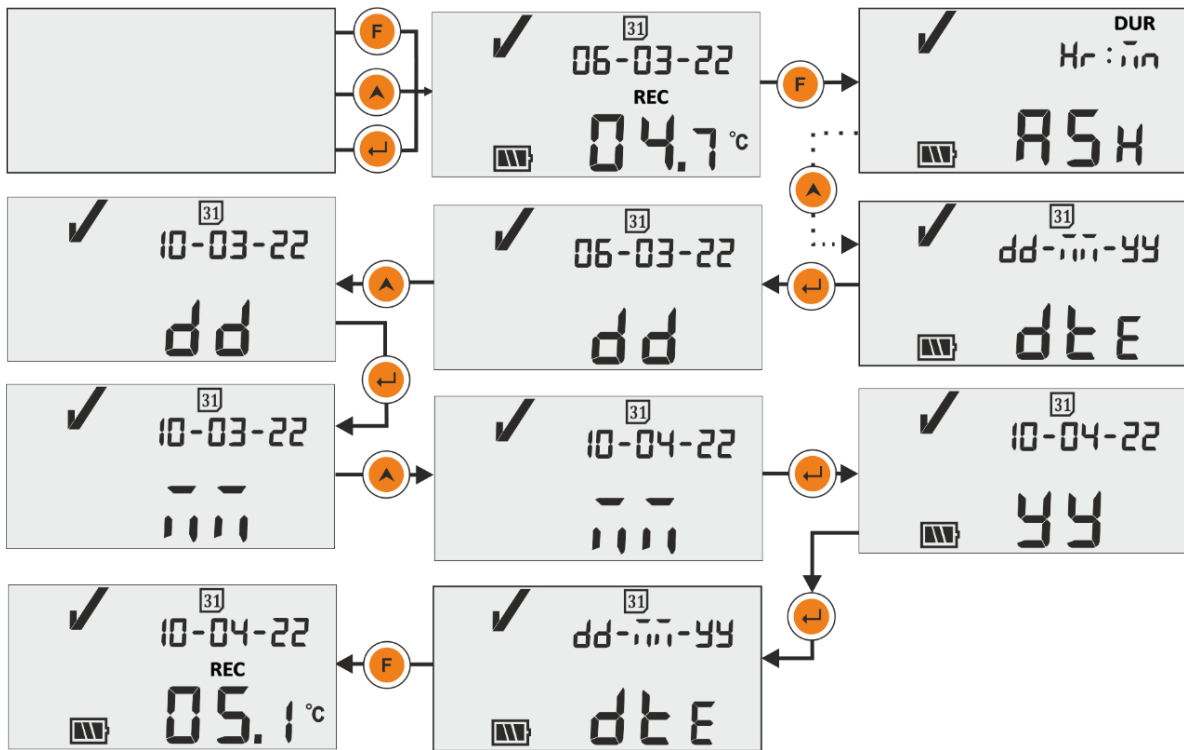 F
31
06-03-22
REC
04.7 °C
F
DUR
Hr:mn
ASH
31
10-03-22
dd
31
06-03-22
dd
31
dd-mm-yy
dtE
31
10-03-22
mm
31
10-04-22
mm
31
10-04-22
yy
31
10-04-22
REC
05.1 °C
F
31
dd-mm-yy
dtE